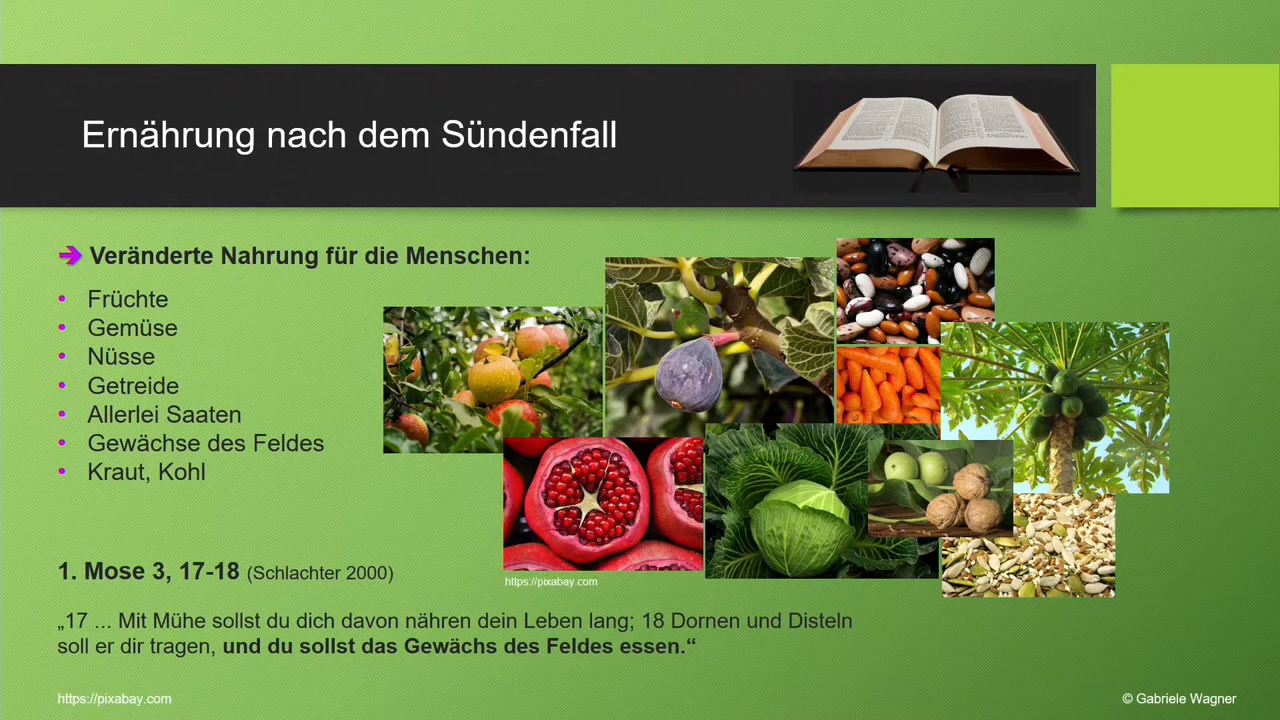 Ernährung nach dem Sündenfall
➔ Veränderte Nahrung für die Menschen:
• Früchte
• Gemüse
• Nüsse
• Getreide
• Allerlei Saaten
• Gewächse des Feldes
• Kraut, Kohl
https://pixabay.com
1. Mose 3, 17-18 (Schlachter 2000)
„17 ... Mit Mühe sollst du dich davon nähren dein Leben lang; 18 Dornen und Disteln
soll er dir tragen, und du sollst das Gewächs des Feldes essen.“
https://pixabay.com
© Gabriele Wagner